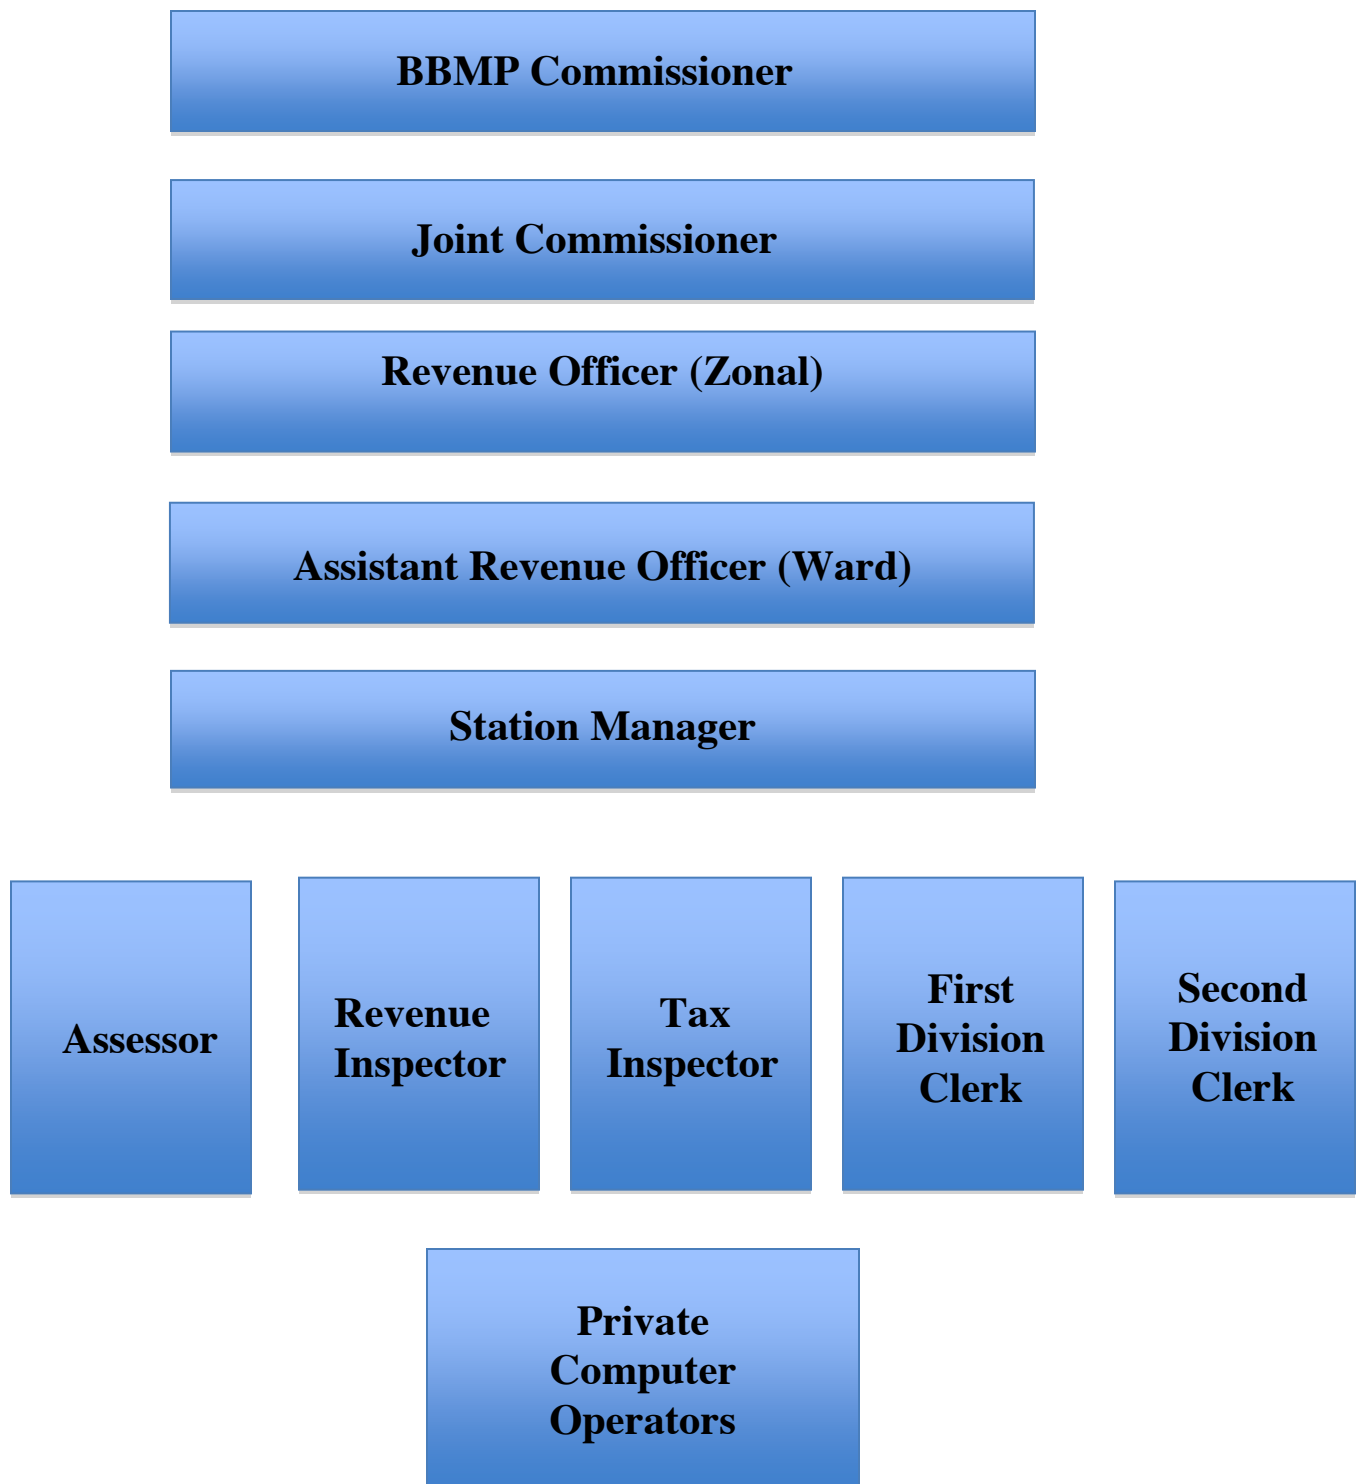 BBMP Commissioner
Joint Commissioner
Revenue Officer (Zonal)
Assistant Revenue Officer (Ward)
Station Manager
Assessor
Revenue
Inspector
Tax
Inspector
First
Division
Clerk
Second
Division
Clerk
Private
Computer
Operators